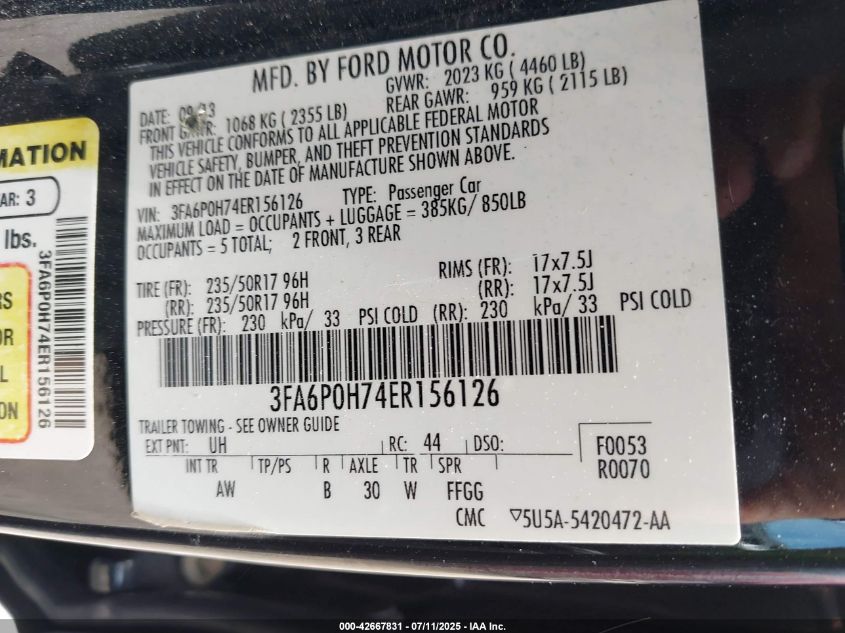 MFD. BY FORD MOTOR CO.
DATE: 09/13 GVWR: 2023 KG ( 4460 LB)
FRONT GAWR: 1068 KG ( 2355 LB) REAR GAWR: 959 KG ( 2115 LB)
THIS VEHICLE CONFORMS TO ALL APPLICABLE FEDERAL MOTOR
VEHICLE SAFETY, BUMPER, AND THEFT PREVENTION STANDARDS
IN EFFECT ON THE DATE OF MANUFACTURE SHOWN ABOVE.
VIN: 3FA6P0H74ER156126 TYPE: Passenger Car
MAXIMUM LOAD = OCCUPANTS + LUGGAGE = 385KG/ 850LB
OCCUPANTS = 5 TOTAL; 2 FRONT, 3 REAR
TIRE (FR): 235/50R17 96H RIMS (FR): 17x7.5J
(RR): 235/50R17 96H (RR): 17x7.5J
PRESSURE (FR): 230 kPa/ 33 PSI COLD (RR): 230 kPa/ 33 PSI COLD
3FA6P0H74ER156126
TRAILER TOWING - SEE OWNER GUIDE
EXT PNT: UH RC: 44 DSO: F0053
INT TR TP/PS R AXLE TR SPR R0070
AW B 30 W FFGG
CMC ▽5U5A-5420472-AA
MATION
AR: 3
lbs.
RS
OR
L
ON
3FA6P0H74ER156126
000-42667831 - 07/11/2025 - IAA Inc.